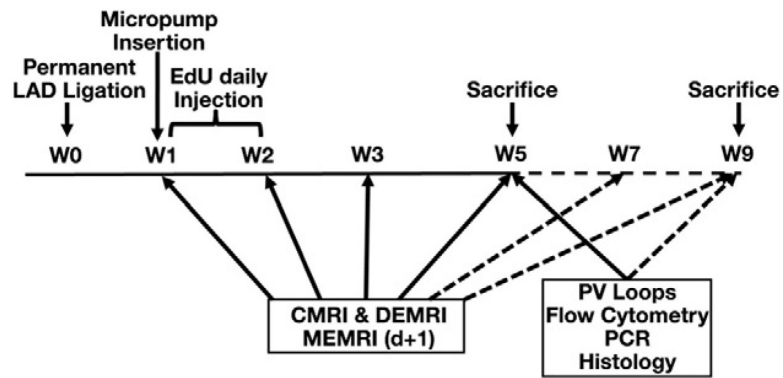 Micropump
Insertion
Permanent
LAD Ligation
EdU daily
Injection
Sacrifice
Sacrifice
W0
W1
W2
W3
W5
W7
W9
CMRI & DEMRI
MEMRI (d+1)
PV Loops
Flow Cytometry
PCR
Histology